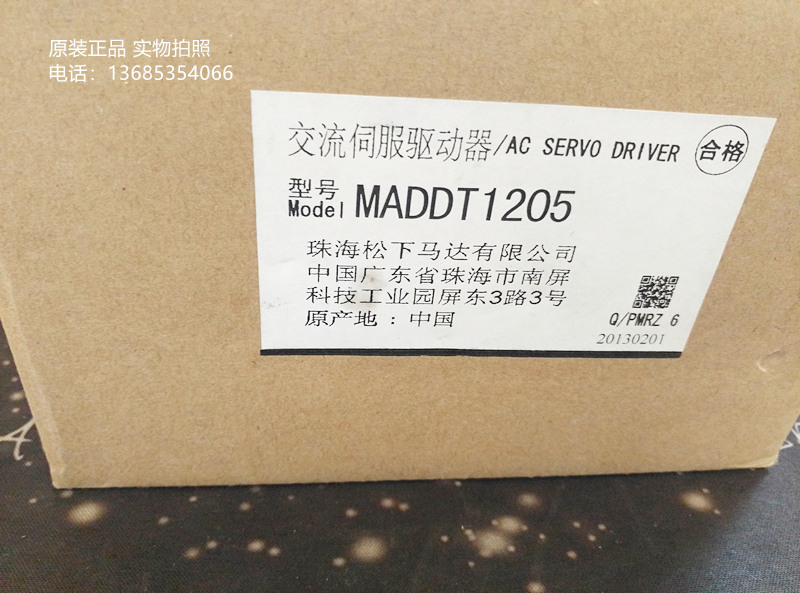 原装正品 实物拍照
电话：13685354066
交流伺服驱动器/AC SERVO DRIVER 合格
型号
Model MADDT1205
珠海松下马达有限公司
中国广东省珠海市南屏
科技工业园屏东3路3号
原产地：中国
Q/PMRZ 6
20130201